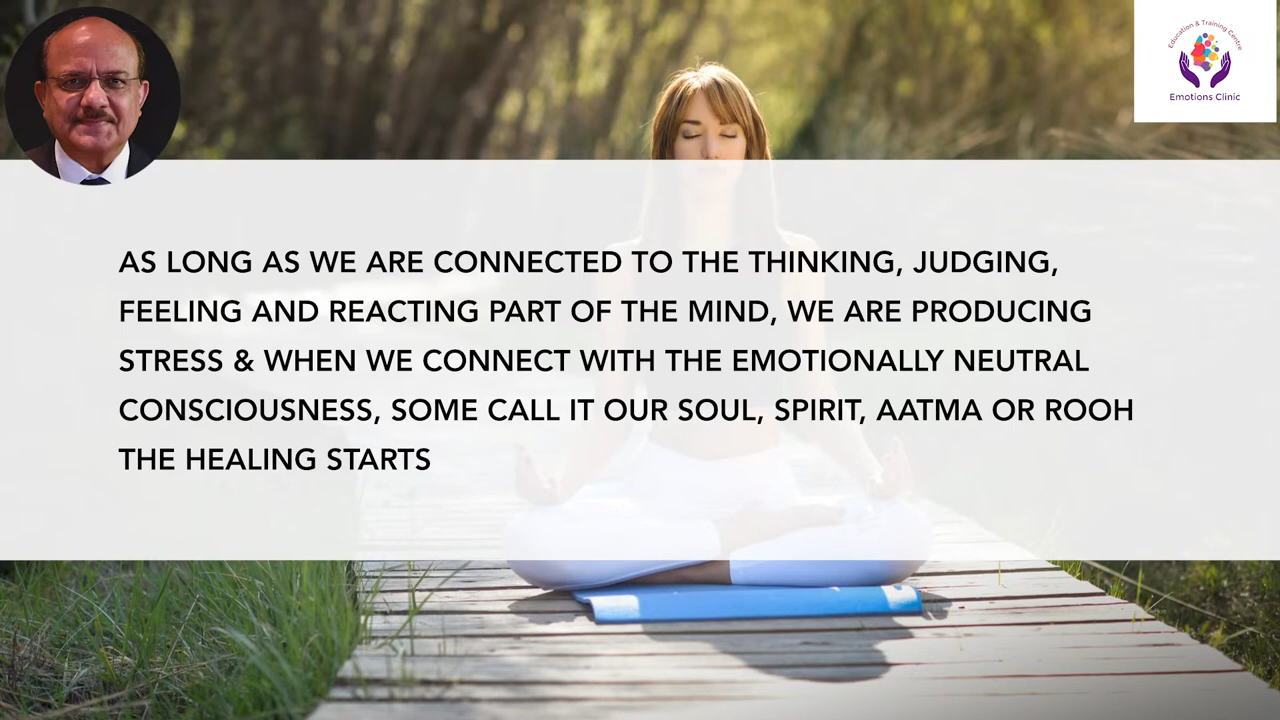 Education & Training Centre
Emotions Clinic
AS LONG AS WE ARE CONNECTED TO THE THINKING, JUDGING,
FEELING AND REACTING PART OF THE MIND, WE ARE PRODUCING
STRESS & WHEN WE CONNECT WITH THE EMOTIONALLY NEUTRAL
CONSCIOUSNESS, SOME CALL IT OUR SOUL, SPIRIT, AATMA OR ROOH
THE HEALING STARTS